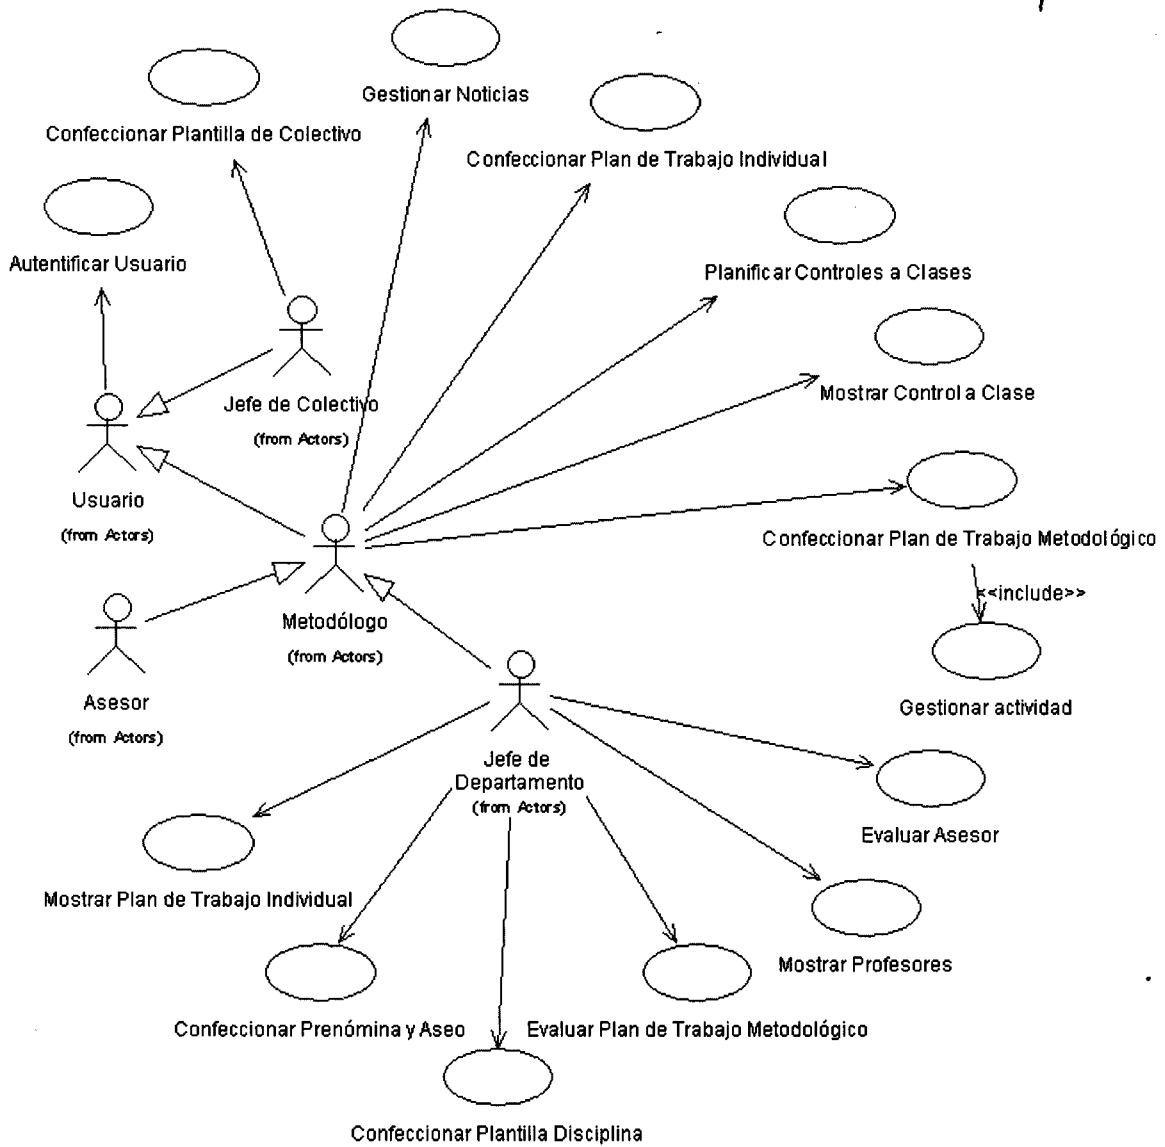 Gestionar Noticias
Confeccionar Plantilla de Colectivo
Confeccionar Plan de Trabajo Individual
Autentificar Usuario
Planificar Controles a Clases
Mostrar Control a Clase
Jefe de Colectivo
(from Actors)
Usuario
(from Actors)
Confeccionar Plan de Trabajo Metodológico
<<include>>
Metodólogo
(from Actors)
Asesor
(from Actors)
Gestionar actividad
Jefe de
Departamento
(from Actors)
Evaluar Asesor
Mostrar Plan de Trabajo Individual
Mostrar Profesores
Confeccionar Prenómina y Aseo
Evaluar Plan de Trabajo Metodológico
Confeccionar Plantilla Disciplina